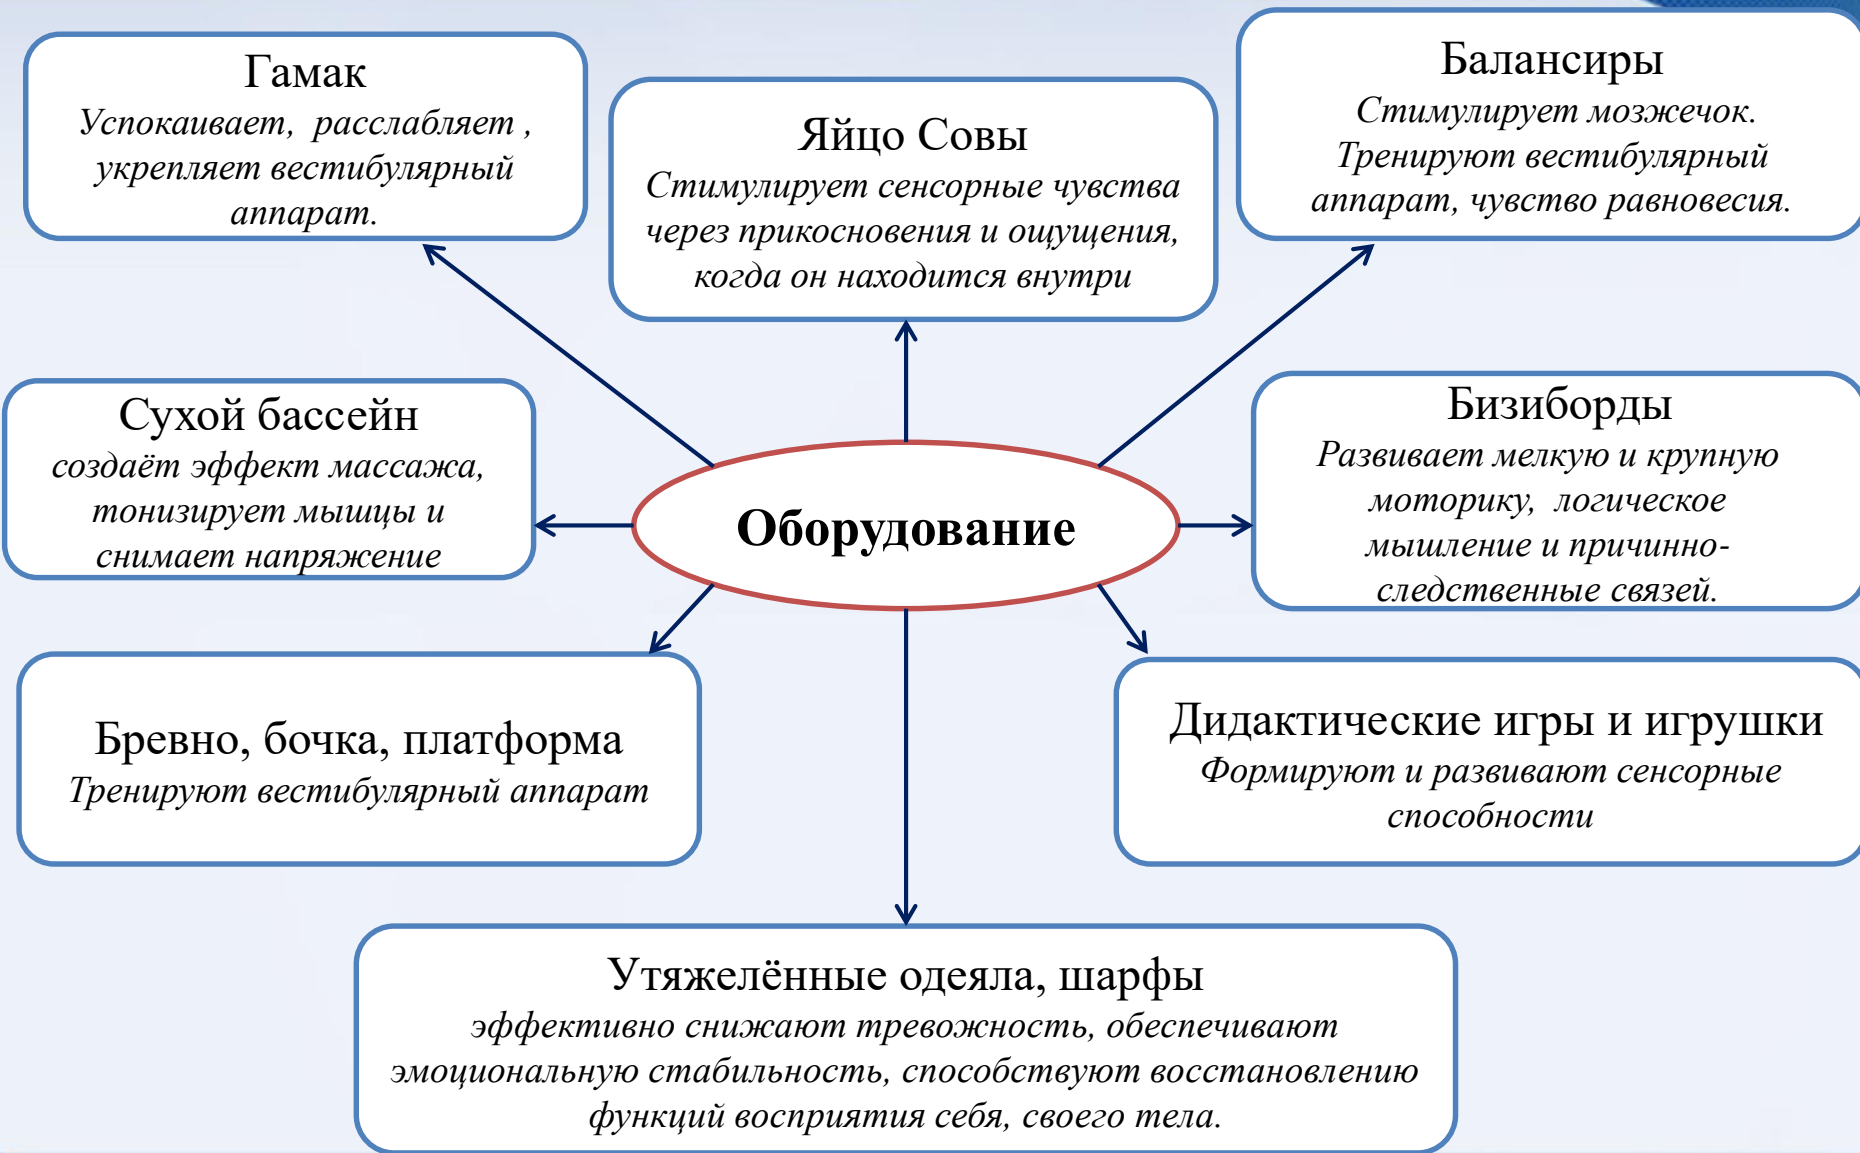 Гамак
Успокаивает,  расслабляет ,
укрепляет вестибулярный
аппарат.
Яйцо Совы
Стимулирует сенсорные чувства
через прикосновения и ощущения,
когда он находится внутри
Балансиры
Стимулирует мозжечок.
Тренируют вестибулярный
аппарат, чувство равновесия.
Сухой бассейн
создаёт эффект массажа,
тонизирует мышцы и
снимает напряжение
Оборудование
Бизиборды
Развивает мелкую и крупную
моторику,  логическое
мышление и причинно-
следственные связей.
Бревно, бочка, платформа
Тренируют вестибулярный аппарат
Дидактические игры и игрушки
Формируют и развивают сенсорные
способности
Утяжелённые одеяла, шарфы
эффективно снижают тревожность, обеспечивают
эмоциональную стабильность, способствуют восстановлению
функций восприятия себя, своего тела.